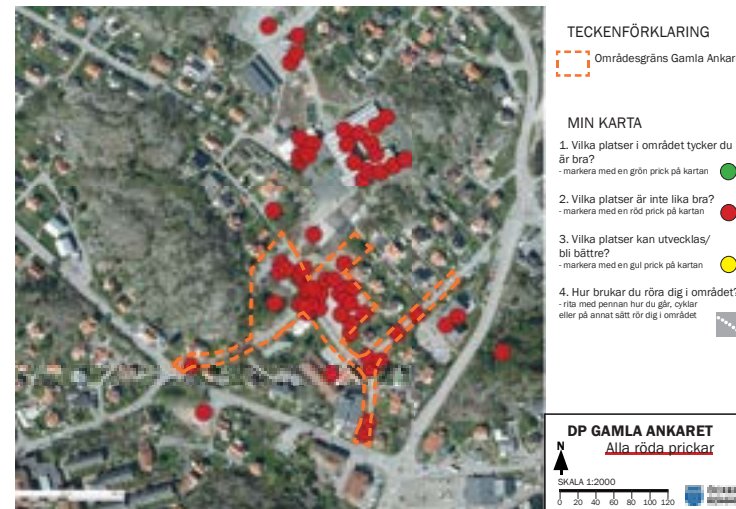 TECKENFÖRKLARING
Områdesgräns Gamla Ankar
MIN KARTA
1. Vilka platser i området tycker du
är bra?
- markera med en grön prick på kartan
2. Vilka platser är inte lika bra?
- markera med en röd prick på kartan
3. Vilka platser kan utvecklas/
bli bättre?
- markera med en gul prick på kartan
4. Hur brukar du röra dig i området?
- rita med pennan hur du går, cyklar
eller på annat sätt rör dig i området
DP GAMLA ANKARET
N
Alla röda prickar
SKALA 1:2000
0 20 40 60 80 100 120